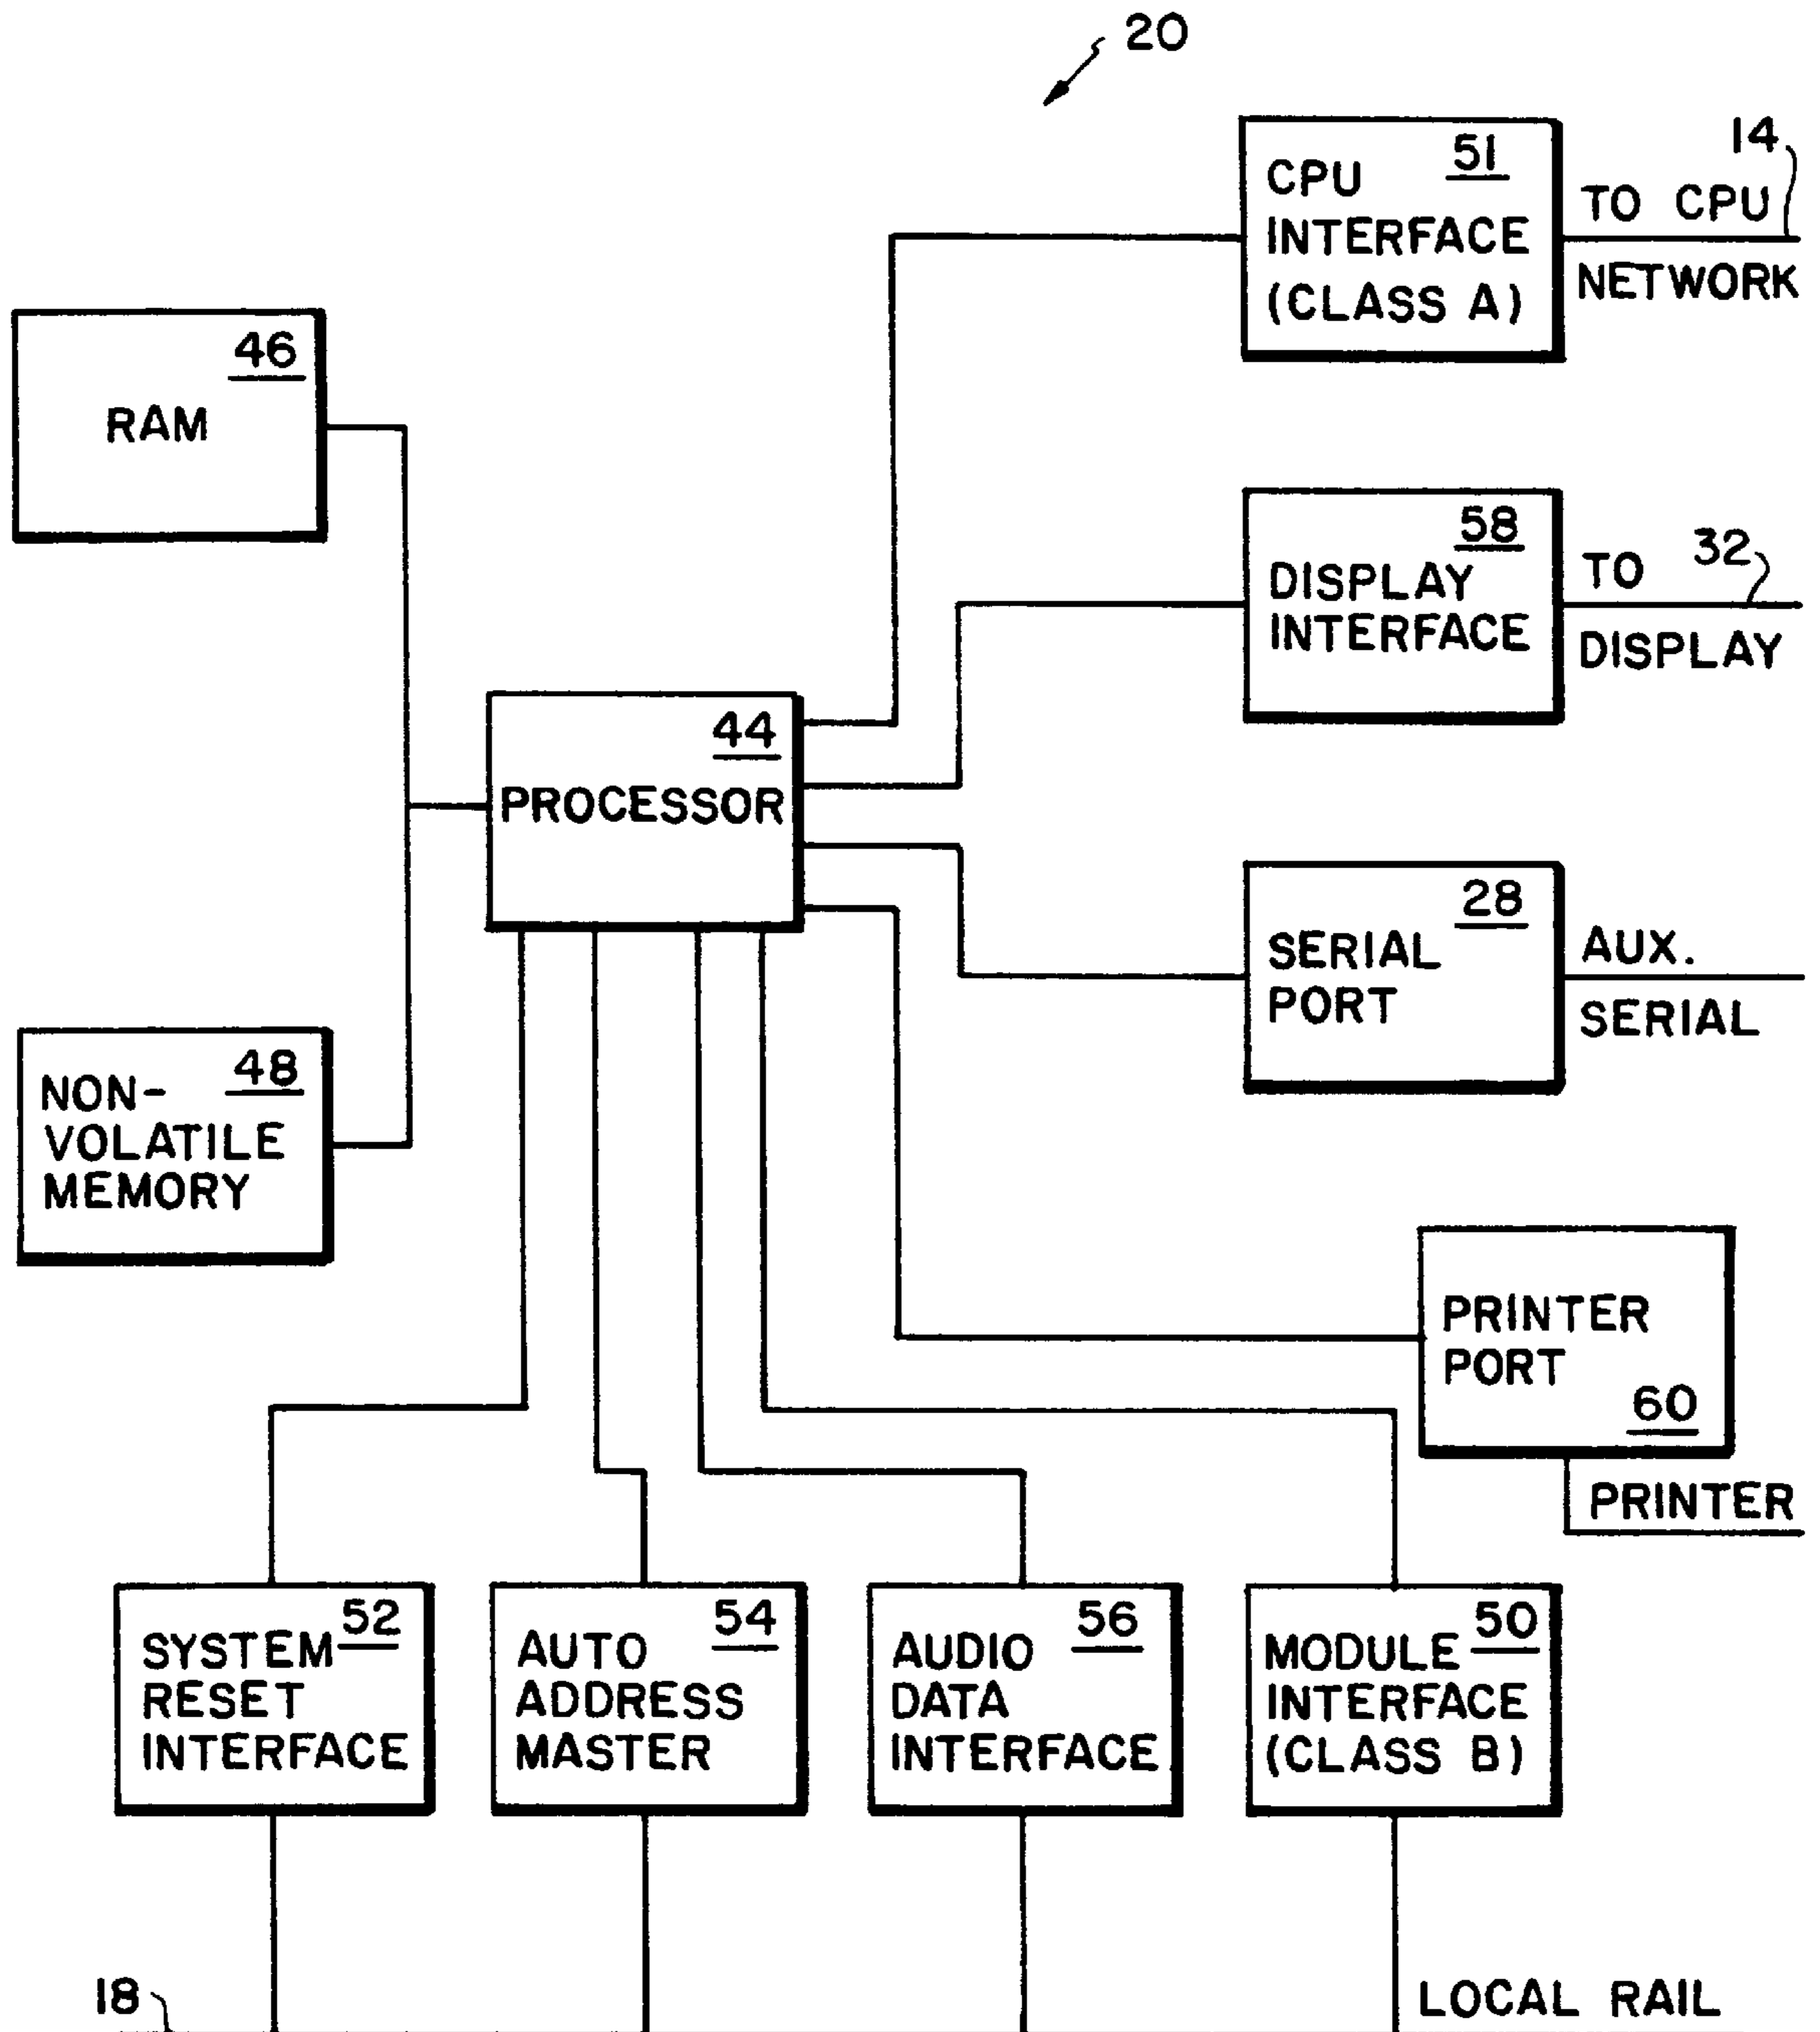 20
51
CPU
INTERFACE
(CLASS A)
14
TO CPU
NETWORK
46
RAM
58
DISPLAY
INTERFACE
TO 32
DISPLAY
44
PROCESSOR
28
SERIAL
PORT
AUX.
SERIAL
48
NON-
VOLATILE
MEMORY
PRINTER
PORT
60
PRINTER
52
SYSTEM
RESET
INTERFACE
54
AUTO
ADDRESS
MASTER
56
AUDIO
DATA
INTERFACE
50
MODULE
INTERFACE
(CLASS B)
18
LOCAL RAIL